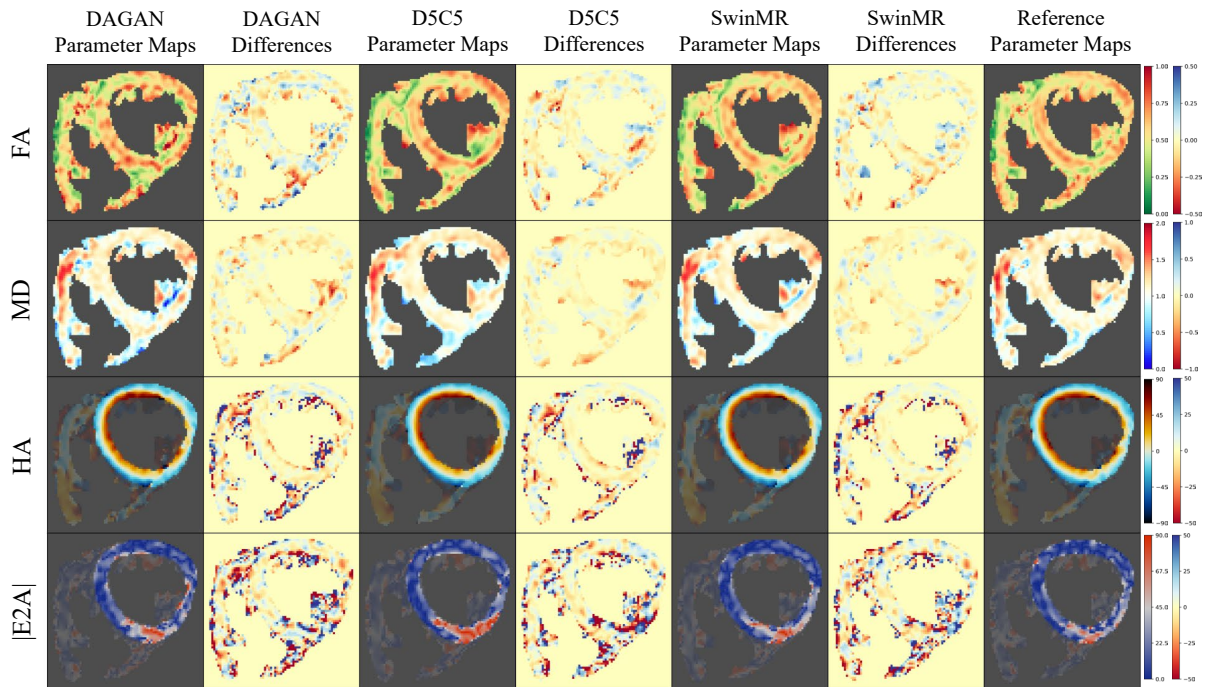 DAGAN Parameter Maps
DAGAN Differences
D5C5 Parameter Maps
D5C5 Differences
SwinMR Parameter Maps
SwinMR Differences
Reference Parameter Maps
FA
1.00 0.50
0.75 0.25
0.50 0.00
0.25 −0.25
0.00 −0.50
MD
2.0 1.0
1.5 0.5
1.0 0.0
0.5 −0.5
0.0 −1.0
HA
90 50
45 25
0 0
−45 −25
−90 −50
|E2A|
90.0 50
67.5 25
45.0 0
22.5 −25
0.0 −50